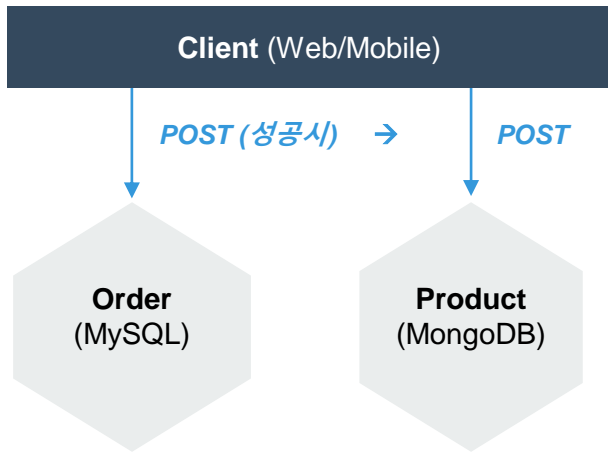 Client (Web/Mobile)
POST (성공시) → POST
Order
(MySQL)
Product
(MongoDB)